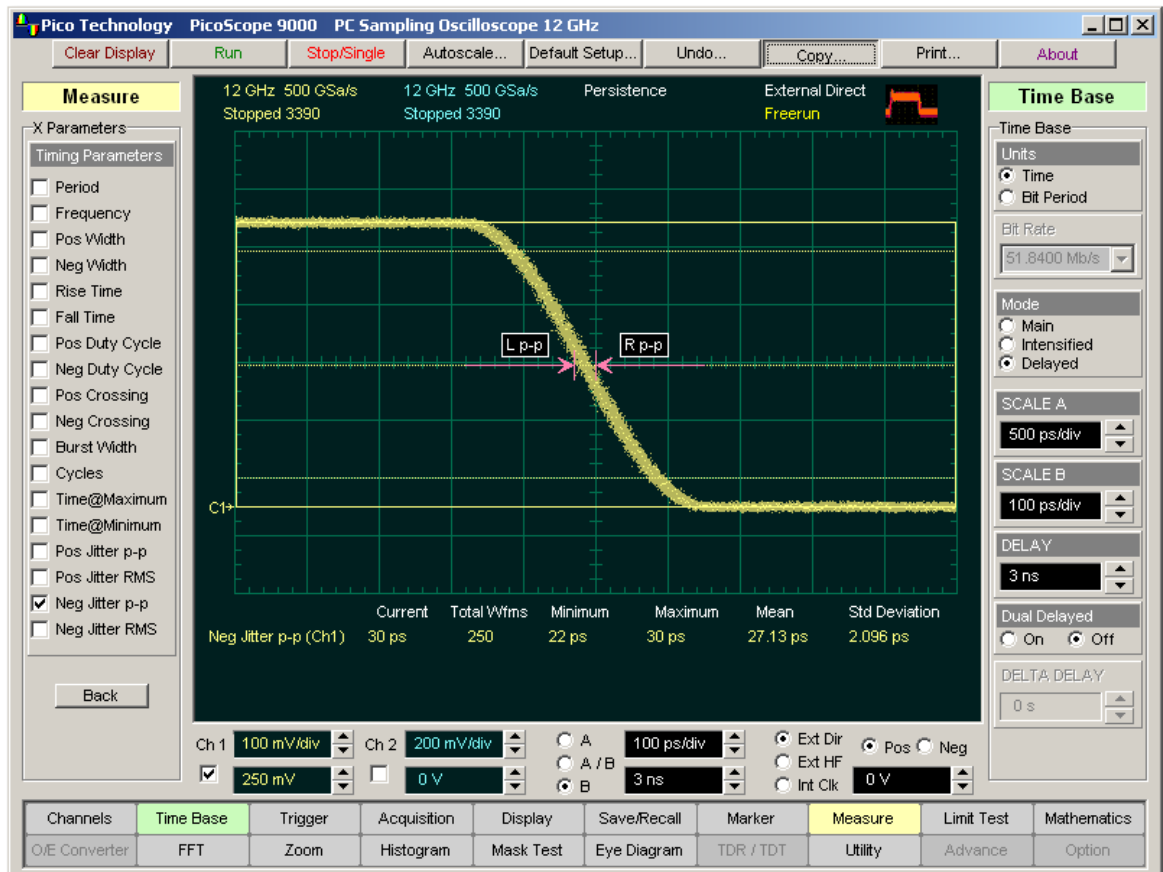 Pico Technology PicoScope 9000 PC Sampling Oscilloscope 12 GHz
Clear Display Run Stop/Single Autoscale... Default Setup... Undo... Copy... Print... About
Measure
X Parameters
Timing Parameters
Period
Frequency
Pos Width
Neg Width
Rise Time
Fall Time
Pos Duty Cycle
Neg Duty Cycle
Pos Crossing
Neg Crossing
Burst Width
Cycles
Time@Maximum
Time@Minimum
Pos Jitter p-p
Pos Jitter RMS
Neg Jitter p-p
Neg Jitter RMS
Back
12 GHz 500 GSa/s 12 GHz 500 GSa/s Persistence External Direct
Stopped 3390 Stopped 3390 Freerun
L p-p R p-p
C1
Current Total Wfms Minimum Maximum Mean Std Deviation
Neg Jitter p-p (Ch1) 30 ps 250 22 ps 30 ps 27.13 ps 2.096 ps
Time Base
Time Base
Units
Time
Bit Period
Bit Rate
51.8400 Mb/s
Mode
Main
Intensified
Delayed
SCALE A
500 ps/div
SCALE B
100 ps/div
DELAY
3 ns
Dual Delayed
On Off
DELTA DELAY
0 s
Ch 1 100 mV/div Ch 2 200 mV/div A 100 ps/div Ext Dir Pos Neg
A / B Ext HF
250 mV 0 V B 3 ns Int Clk 0 V
Channels Time Base Trigger Acquisition Display Save/Recall Marker Measure Limit Test Mathematics
O/E Converter FFT Zoom Histogram Mask Test Eye Diagram TDR / TDT Utility Advance Option